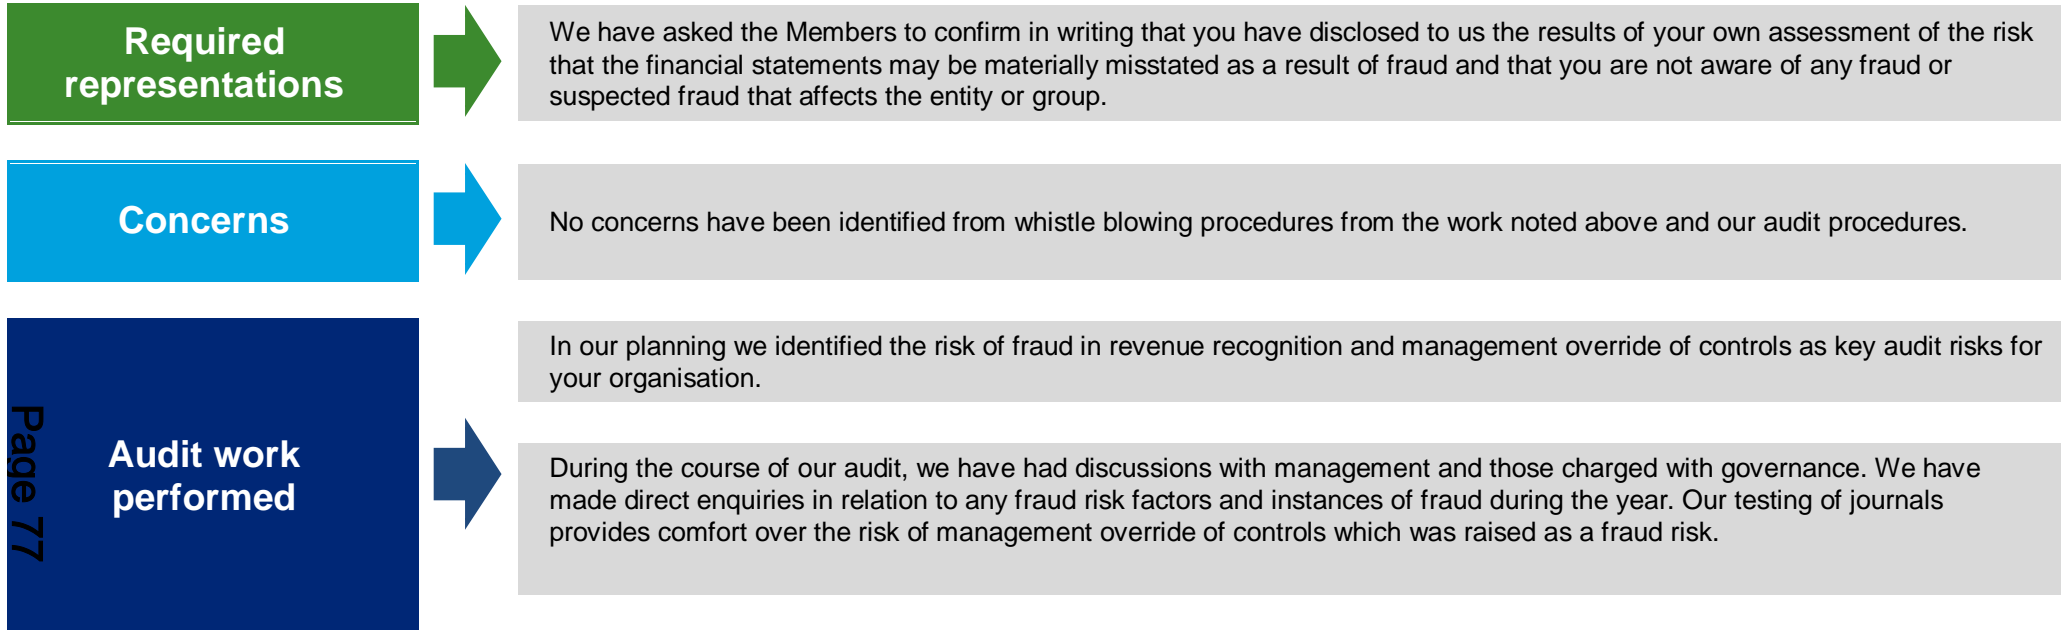 Required
representations
We have asked the Members to confirm in writing that you have disclosed to us the results of your own assessment of the risk
that the financial statements may be materially misstated as a result of fraud and that you are not aware of any fraud or
suspected fraud that affects the entity or group.
Concerns
No concerns have been identified from whistle blowing procedures from the work noted above and our audit procedures.
Audit work
performed
In our planning we identified the risk of fraud in revenue recognition and management override of controls as key audit risks for
your organisation.
During the course of our audit, we have had discussions with management and those charged with governance. We have
made direct enquiries in relation to any fraud risk factors and instances of fraud during the year. Our testing of journals
provides comfort over the risk of management override of controls which was raised as a fraud risk.
Page 77